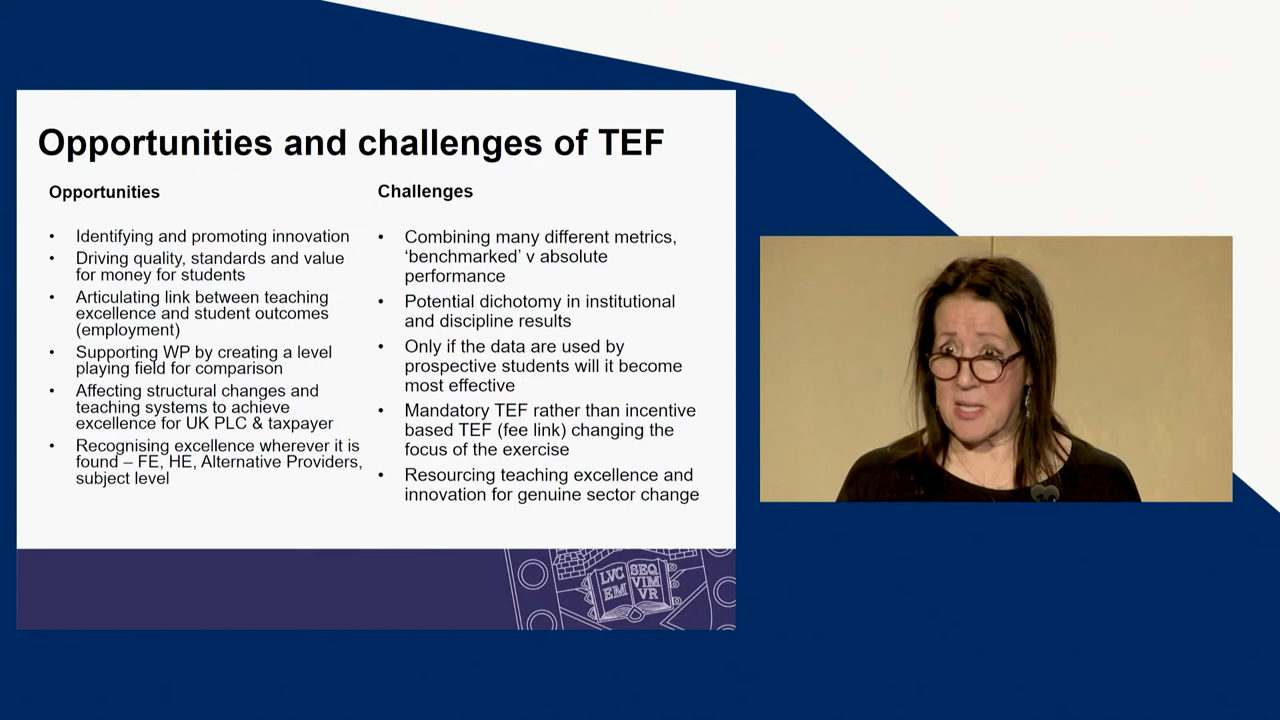 Opportunities and challenges of TEF
Opportunities
• Identifying and promoting innovation
• Driving quality, standards and value
for money for students
• Articulating link between teaching
excellence and student outcomes
(employment)
• Supporting WP by creating a level
playing field for comparison
• Affecting structural changes and
teaching systems to achieve
excellence for UK PLC & taxpayer
• Recognising excellence wherever it is
found – FE, HE, Alternative Providers,
subject level
Challenges
• Combining many different metrics,
‘benchmarked’ v absolute
performance
• Potential dichotomy in institutional
and discipline results
• Only if the data are used by
prospective students will it become
most effective
• Mandatory TEF rather than incentive
based TEF (fee link) changing the
focus of the exercise
• Resourcing teaching excellence and
innovation for genuine sector change
LVC
EM
SEQ
VIM
VR